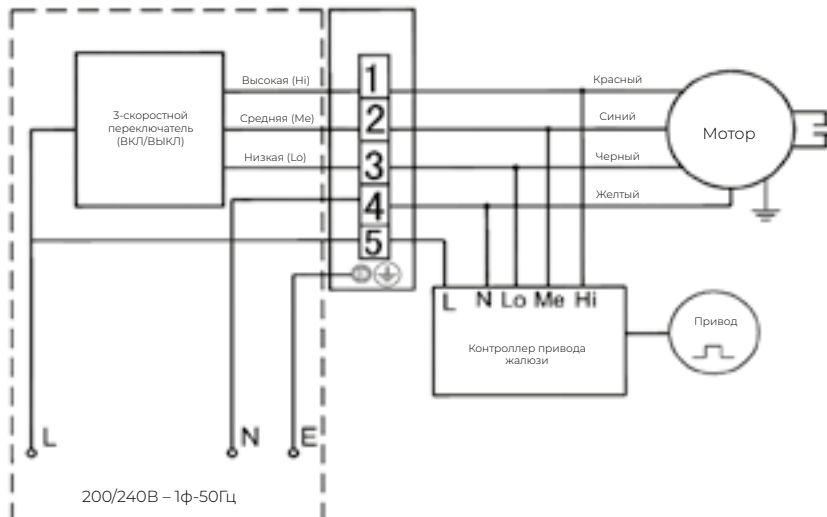 3-скоростной
переключатель
(ВКЛ/ВЫКЛ)
Высокая (Hi)
Средняя (Me)
Низкая (Lo)
1
2
3
4
5
Красный
Синий
Черный
Желтый
Мотор
L N Lo Me Hi
Контроллер привода
жалюзи
Привод
L N E
200/240В – 1ф-50Гц